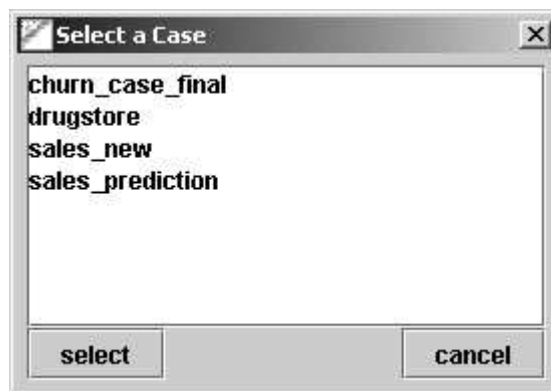 Select a Case
churn_case_final
drugstore
sales_new
sales_prediction
select cancel